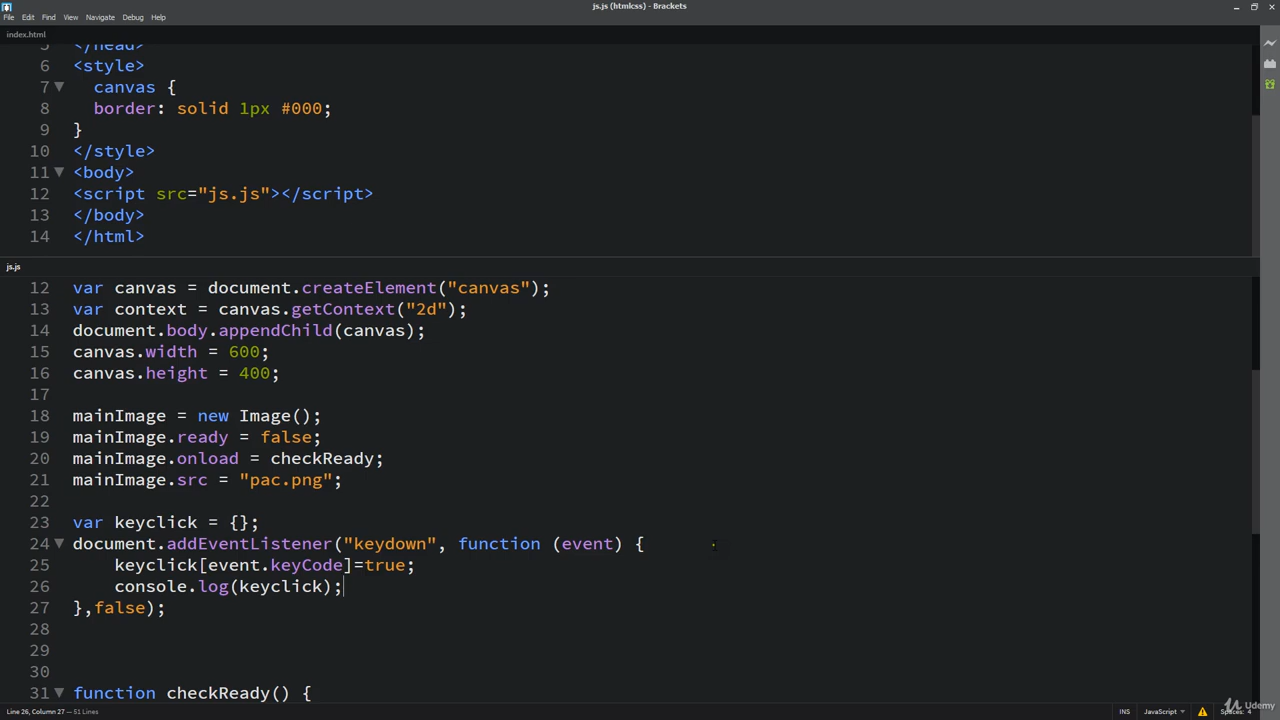 js.js (htmlcss) - Brackets
File Edit Find View Navigate Debug Help
index.html
5 </head>
6 <style>
7 canvas {
8 border: solid 1px #000;
9 }
10 </style>
11 <body>
12 <script src="js.js"></script>
13 </body>
14 </html>
js.js
12 var canvas = document.createElement("canvas");
13 var context = canvas.getContext("2d");
14 document.body.appendChild(canvas);
15 canvas.width = 600;
16 canvas.height = 400;
17
18 mainImage = new Image();
19 mainImage.ready = false;
20 mainImage.onload = checkReady;
21 mainImage.src = "pac.png";
22
23 var keyclick = {};
24 document.addEventListener("keydown", function (event) {
25 keyclick[event.keyCode]=true;
26 console.log(keyclick);
27 },false);
28
29
30
31 function checkReady() {
Line 26, Column 27 — 51 Lines
INS JavaScript Spaces: 4
Udemy